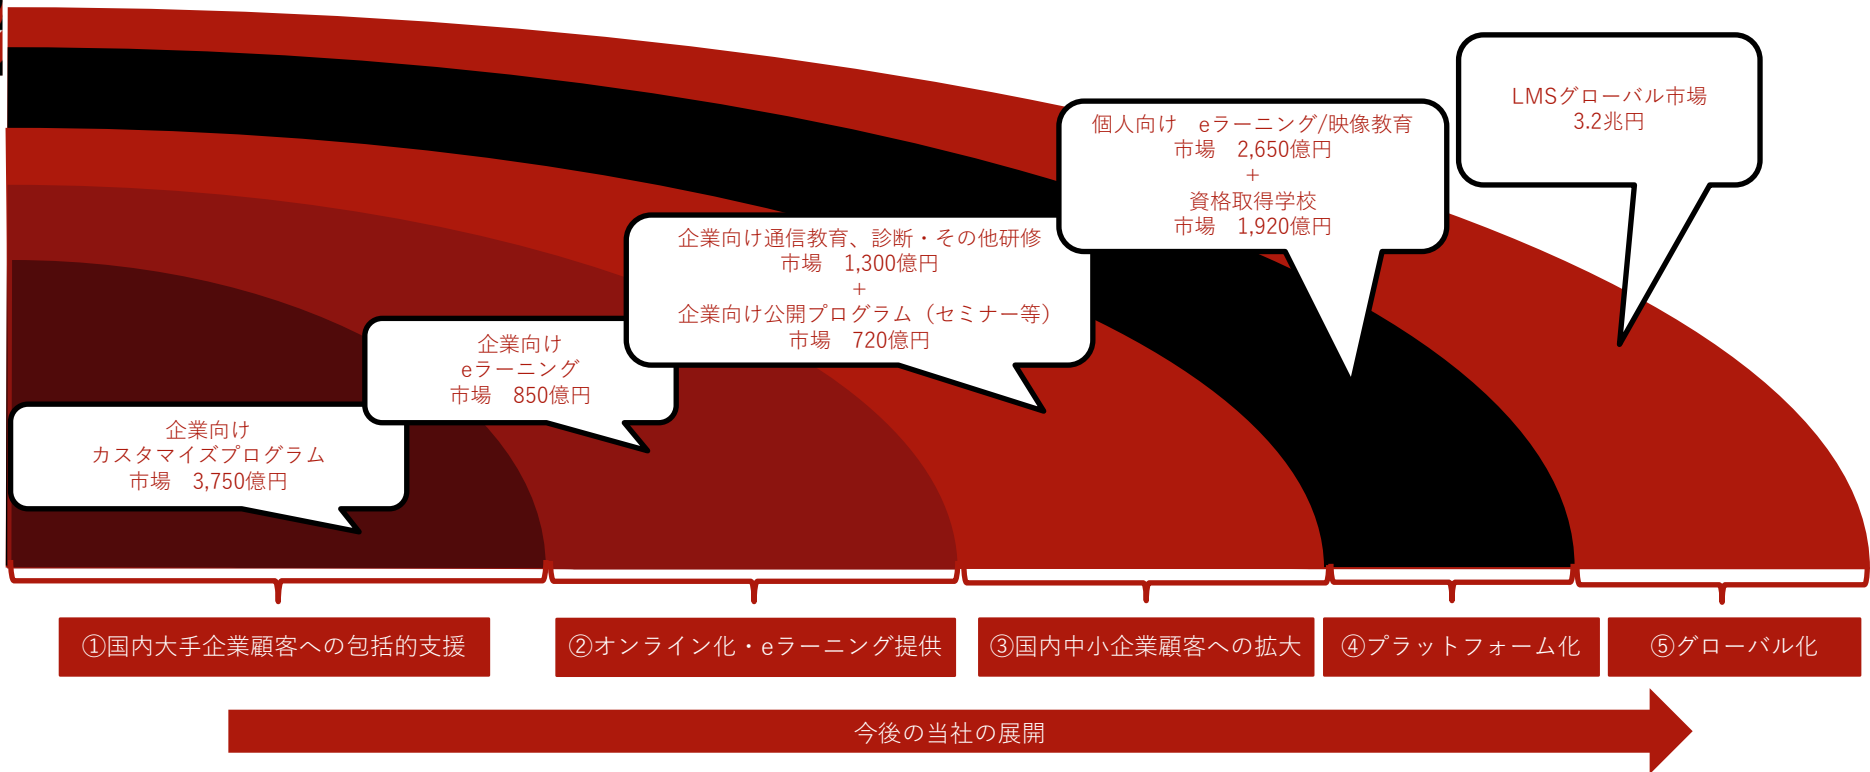 LMSグローバル市場
3.2兆円
個人向け　eラーニング/映像教育
市場　2,650億円
+
資格取得学校
市場　1,920億円
企業向け通信教育、診断・その他研修
市場　1,300億円
+
企業向け公開プログラム（セミナー等）
市場　720億円
企業向け
eラーニング
市場　850億円
企業向け
カスタマイズプログラム
市場　3,750億円
①国内大手企業顧客への包括的支援
②オンライン化・eラーニング提供
③国内中小企業顧客への拡大
④プラットフォーム化
⑤グローバル化
今後の当社の展開